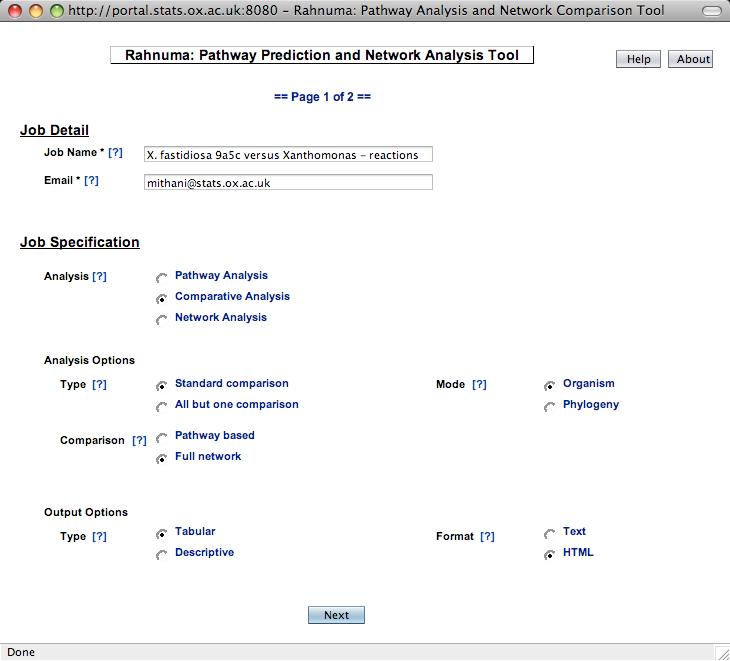 http://portal.stats.ox.ac.uk:8080 – Rahnuma: Pathway Analysis and Network Comparison Tool
Rahnuma: Pathway Prediction and Network Analysis Tool
Help About
== Page 1 of 2 ==
Job Detail
Job Name * [?] X. fastidiosa 9a5c versus Xanthomonas – reactions
Email * [?] mithani@stats.ox.ac.uk
Job Specification
Analysis [?] Pathway Analysis
Comparative Analysis
Network Analysis
Analysis Options
Type [?] Standard comparison Mode [?] Organism
All but one comparison Phylogeny
Comparison [?] Pathway based
Full network
Output Options
Type [?] Tabular Format [?] Text
Descriptive HTML
Next
Done